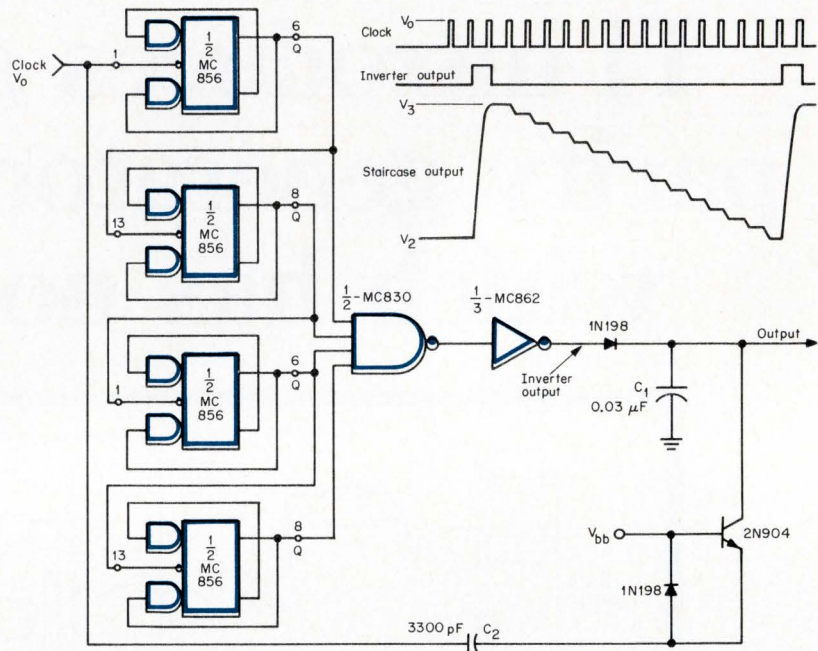 Clock
V₀
1
1/2
MC
856
6
Q
13
1/2
MC
856
8
Q
1
1/2
MC
856
6
Q
13
1/2
MC
856
8
Q
1/2-MC830
1/3-MC862
Inverter
output
1N198
Output
C₁
0.03 μF
V_bb
2N904
1N198
3300 pF
C₂
Clock
V₀
Inverter output
V₃
Staircase output
V₂